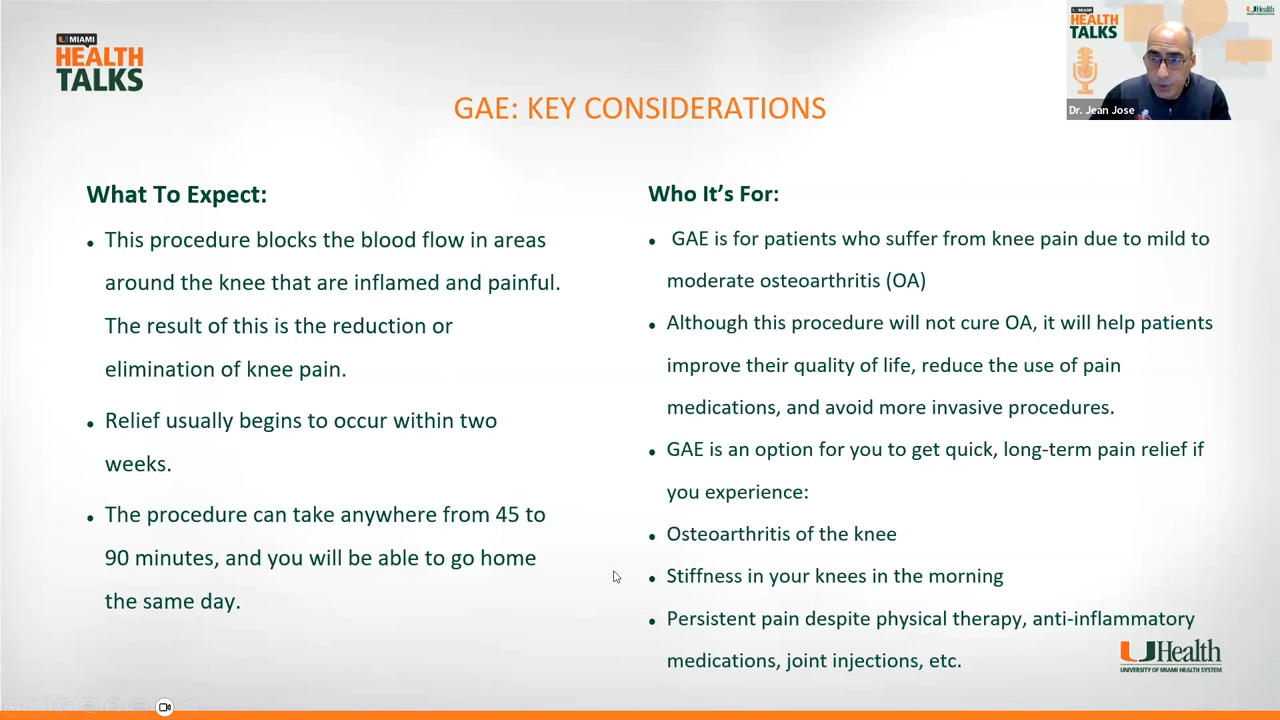 U MIAMI
HEALTH
TALKS
GAE: KEY CONSIDERATIONS
HEALTH
TALKS
UHealth
Dr. Jean Jose
What To Expect:
• This procedure blocks the blood flow in areas
around the knee that are inflamed and painful.
The result of this is the reduction or
elimination of knee pain.
• Relief usually begins to occur within two
weeks.
• The procedure can take anywhere from 45 to
90 minutes, and you will be able to go home
the same day.
Who It’s For:
• GAE is for patients who suffer from knee pain due to mild to
moderate osteoarthritis (OA)
• Although this procedure will not cure OA, it will help patients
improve their quality of life, reduce the use of pain
medications, and avoid more invasive procedures.
• GAE is an option for you to get quick, long-term pain relief if
you experience:
• Osteoarthritis of the knee
• Stiffness in your knees in the morning
• Persistent pain despite physical therapy, anti-inflammatory
medications, joint injections, etc.
UHealth
UNIVERSITY OF MIAMI HEALTH SYSTEM